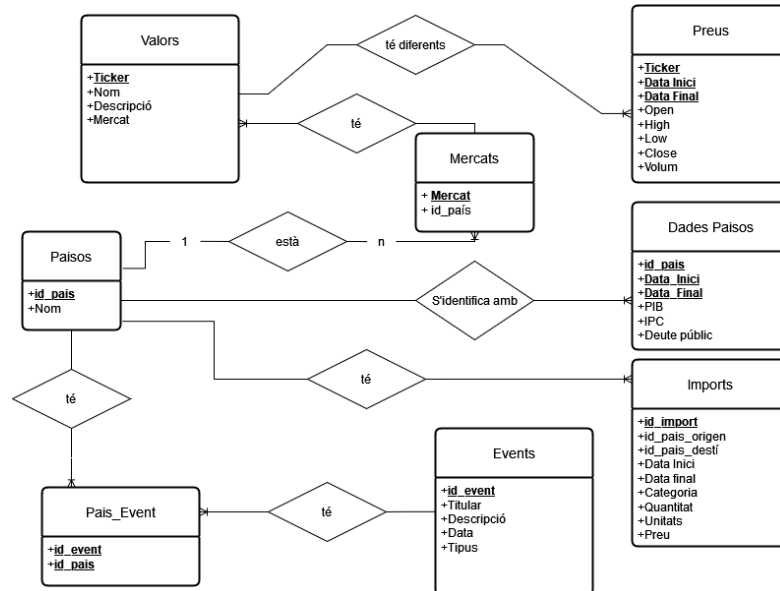 Valors
+Ticker
+Nom
+Descripció
+Mercat
té diferents
Preus
+Ticker
+Data Inici
+Data Final
+Open
+High
+Low
+Close
+Volum
té
Mercats
+ Mercat
+ id_país
1
està
n
Paisos
+id_pais
+Nom
S'identifica amb
Dades Paisos
+id_pais
+Data_Inici
+Data_Final
+PIB
+IPC
+Deute públic
té
Imports
+id_import
+id_pais_origen
+id_pais_destí
+Data Inici
+Data final
+Categoria
+Quantitat
+Unitats
+Preu
té
Pais_Event
+id_event
+id_pais
té
Events
+id_event
+Titular
+Descripció
+Data
+Tipus